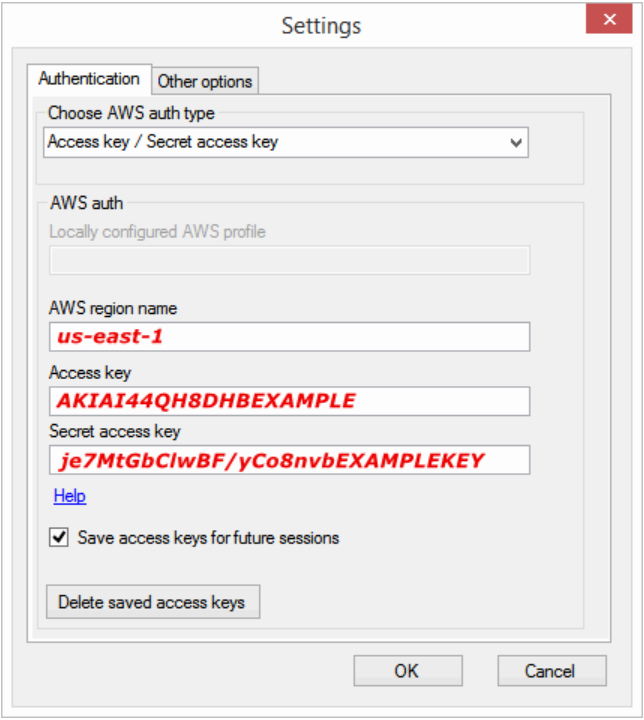 Settings
Authentication
Other options
Choose AWS auth type
Access key / Secret access key
AWS auth
Locally configured AWS profile
AWS region name
us-east-1
Access key
AKIAI44QH8DHBEXAMPLE
Secret access key
je7MtGbClwBF/yCo8nvbEXAMPLEKEY
Help
Save access keys for future sessions
Delete saved access keys
OK
Cancel